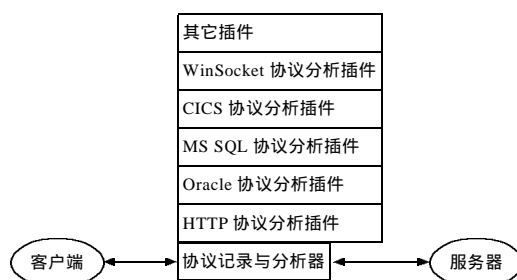 其它插件
WinSocket 协议分析插件
CICS 协议分析插件
MS SQL 协议分析插件
Oracle 协议分析插件
HTTP 协议分析插件
客户端
协议记录与分析器
服务器